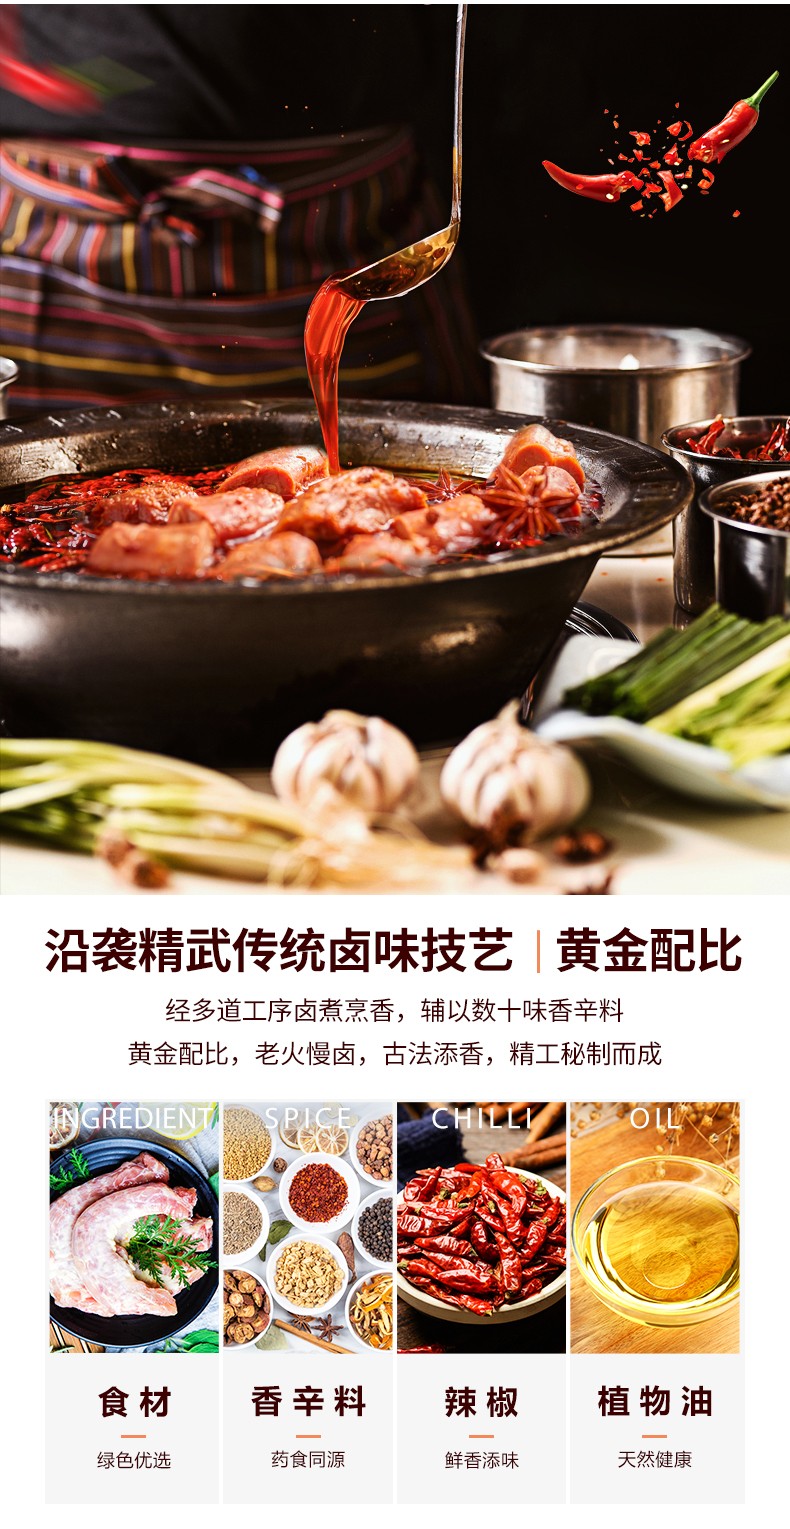 沿袭精武传统卤味技艺｜黄金配比
经多道工序卤煮烹香，辅以数十味香辛料
黄金配比，老火慢卤，古法添香，精工秘制而成
INGREDIENT
SPICE
CHILLI
OIL
食材
香辛料
辣椒
植物油
绿色优选
药食同源
鲜香添味
天然健康